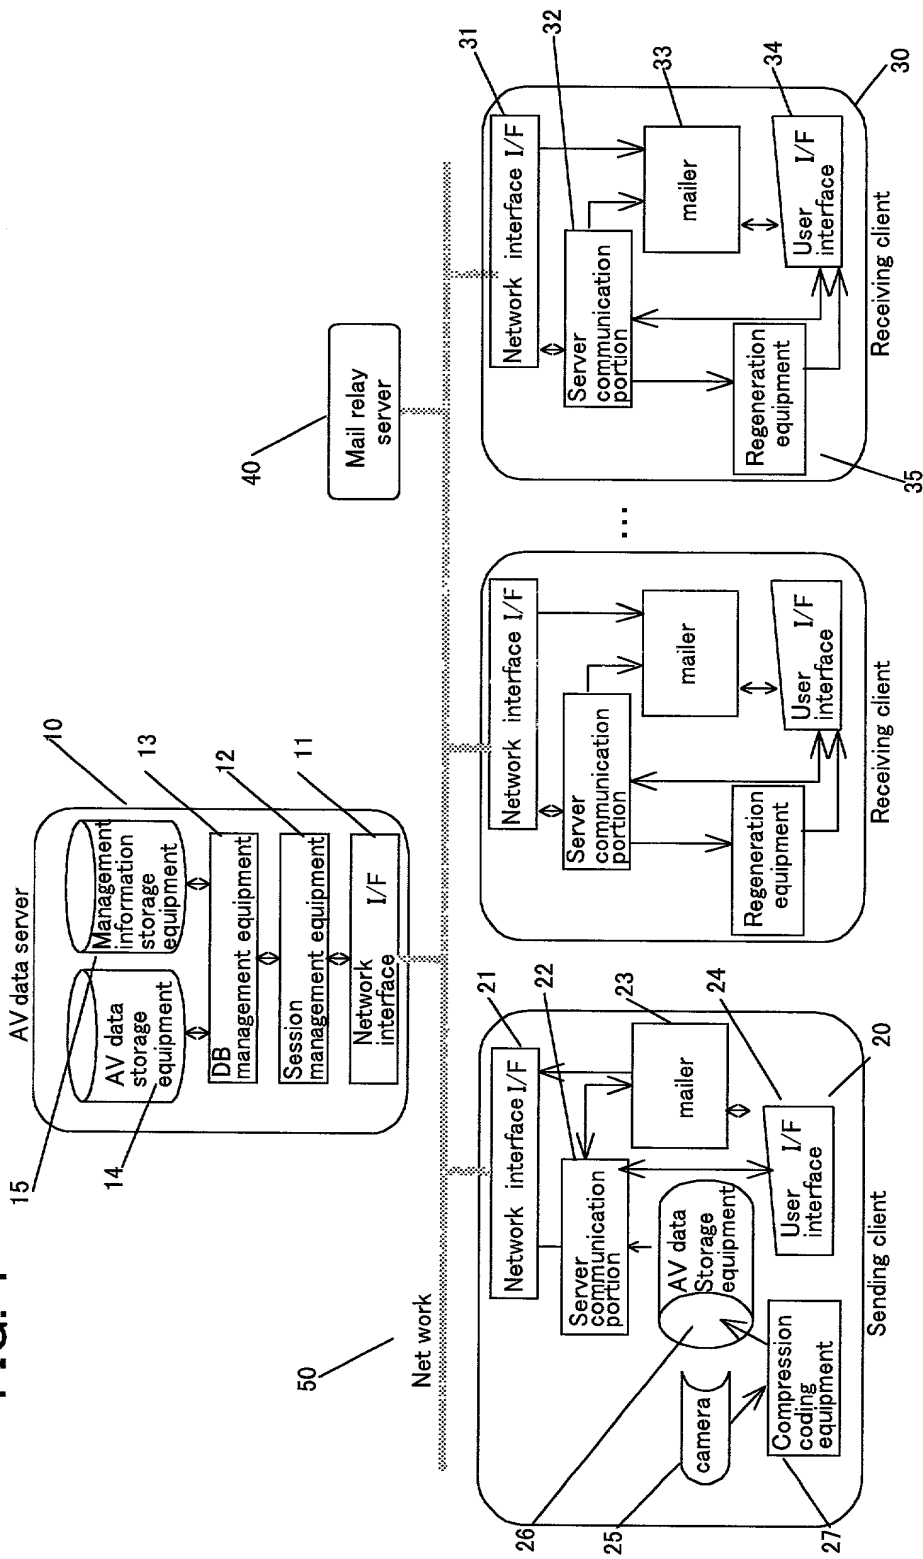 AV data server
10
15
Management
information
storage
equipment
14
AV data
storage
equipment
13
DB
management equipment
12
Session
management equipment
11
Network
interface
I/F
40
Mail relay
server
50
Net work
21
Network interface I/F
22
Server
communication
portion
23
mailer
24
User
interface
I/F
20
26
AV data
Storage
equipment
25
camera
27
Compression
coding
equipment
Sending client
Network interface I/F
Server
communication
portion
mailer
User
interface
I/F
Regeneration
equipment
Receiving client
...
31
Network interface I/F
32
Server
communication
portion
33
mailer
34
User
interface
I/F
30
Regeneration
equipment
35
Receiving client